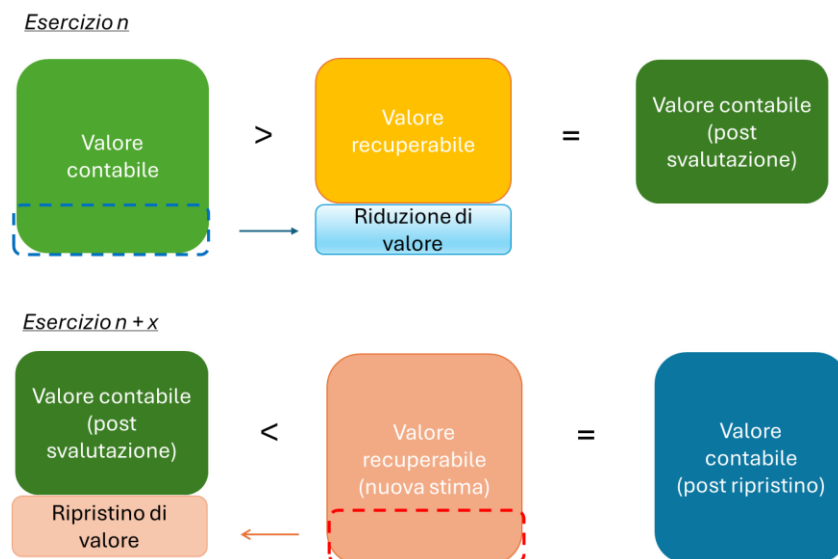 Esercizio n
Valore
contabile
>
Valore
recuperabile
=
Valore contabile
(post
svalutazione)
Riduzione di
valore
Esercizio n + x
Valore contabile
(post
svalutazione)
<
Valore
recuperabile
(nuova stima)
=
Valore
contabile
(post ripristino)
Ripristino di
valore